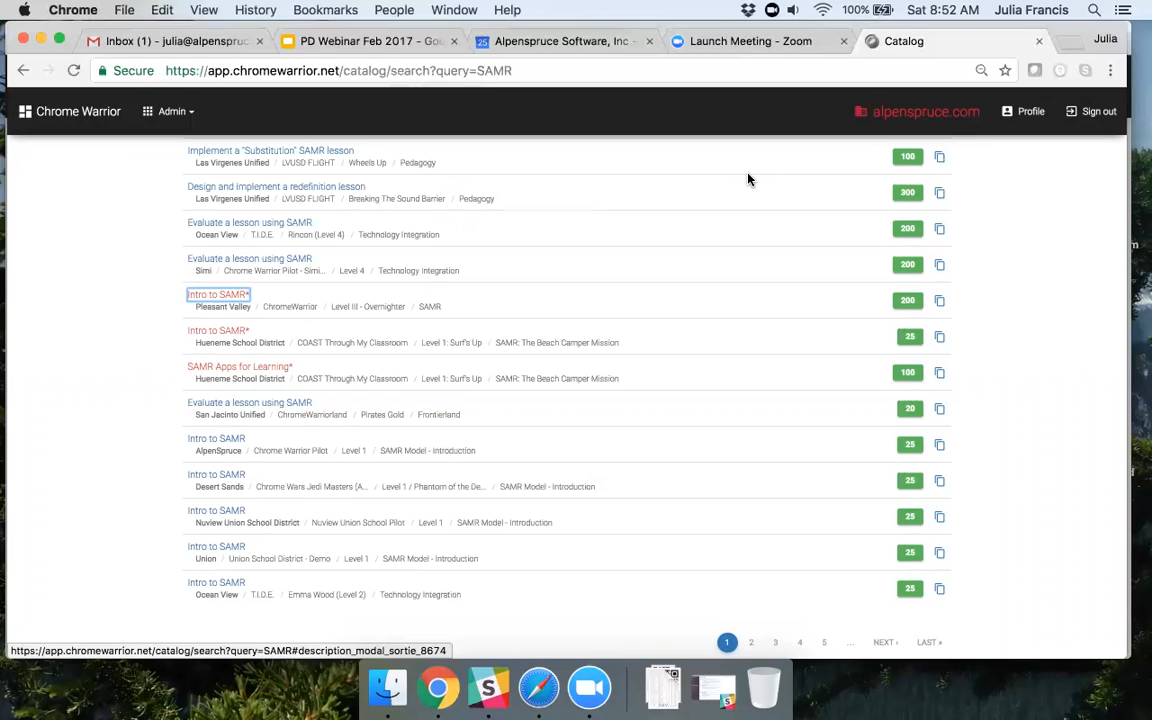 Chrome File Edit View History Bookmarks People Window Help 100% Sat 8:52 AM Julia Francis
Inbox (1) - julia@alpenspruc × PD Webinar Feb 2017 - Goo × 25 Alpenspruce Software, Inc - × Launch Meeting - Zoom × Catalog × Julia
Secure https://app.chromewarrior.net/catalog/search?query=SAMR
Chrome Warrior Admin alpenspruce.com Profile Sign out
Implement a "Substitution" SAMR lesson 100
Las Virgenes Unified / LVUSD FLIGHT / Wheels Up / Pedagogy
Design and implement a redefinition lesson 300
Las Virgenes Unified / LVUSD FLIGHT / Breaking The Sound Barrier / Pedagogy
Evaluate a lesson using SAMR 200
Ocean View / T.I.D.E. / Rincon (Level 4) / Technology Integration
Evaluate a lesson using SAMR 200
Simi / Chrome Warrior Pilot - Simi... / Level 4 / Technology Integration
Intro to SAMR* 200
Pleasant Valley / ChromeWarrior / Level III - Overnighter / SAMR
Intro to SAMR* 25
Hueneme School District / COAST Through My Classroom / Level 1: Surf's Up / SAMR: The Beach Camper Mission
SAMR Apps for Learning* 100
Hueneme School District / COAST Through My Classroom / Level 1: Surf's Up / SAMR: The Beach Camper Mission
Evaluate a lesson using SAMR 20
San Jacinto Unified / ChromeWarriorland / Pirates Gold / Frontierland
Intro to SAMR 25
AlpenSpruce / Chrome Warrior Pilot / Level 1 / SAMR Model - Introduction
Intro to SAMR 25
Desert Sands / Chrome Wars Jedi Masters (A... / Level 1 / Phantom of the De... / SAMR Model - Introduction
Intro to SAMR 25
Nuview Union School District / Nuview Union School Pilot / Level 1 / SAMR Model - Introduction
Intro to SAMR 25
Union / Union School District - Demo / Level 1 / SAMR Model - Introduction
Intro to SAMR 25
Ocean View / T.I.D.E. / Emma Wood (Level 2) / Technology Integration
1 2 3 4 5 ... NEXT › LAST »
https://app.chromewarrior.net/catalog/search?query=SAMR#description_modal_sortie_8674